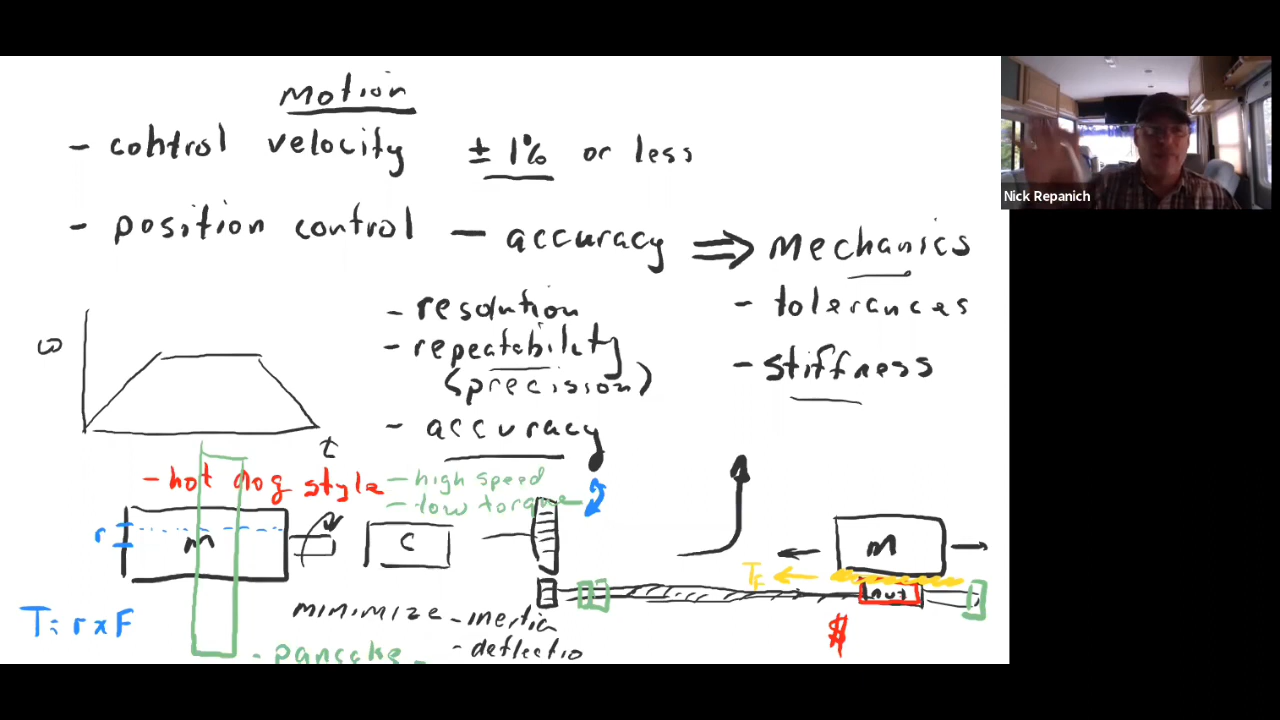 Motion
- control velocity ± 1% or less
- position control - accuracy ⇒ mechanics
- resolution
- tolerances
- repeatability
(precision)
- stiffness
- accuracy
ω
t
- hot dog style
- high speed
- low torque
r
M
C
M
TF
nut
$
T = r x F
minimize - inertia
- deflectio
- pancake -
Nick Repanich